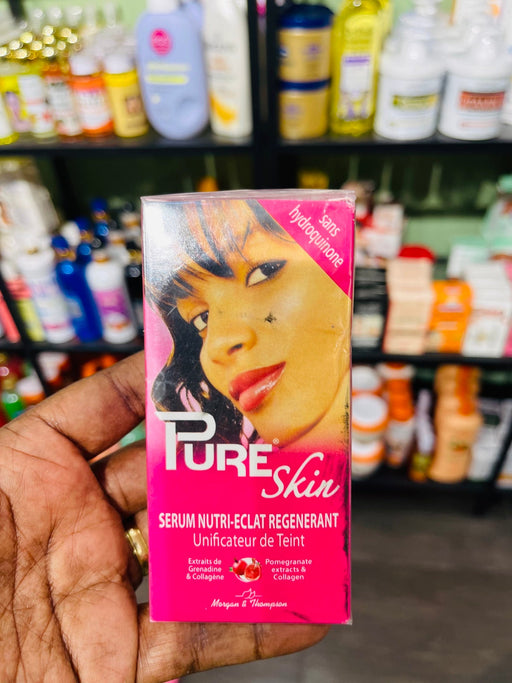 sans
hydroquinone
PURE®
Skin
SERUM NUTRI-ECLAT REGENERANT
Unificateur de Teint
Extraits de
Grenadine
& Collagène
Pomegranate
extracts &
Collagen
Morgan & Thompson